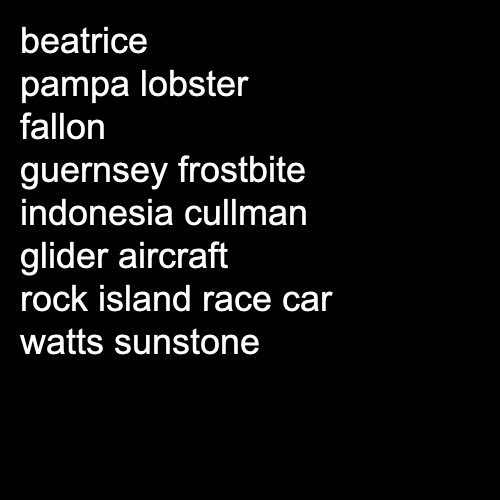 beatrice
pampa lobster
fallon
guernsey frostbite
indonesia cullman
glider aircraft
rock island race car
watts sunstone